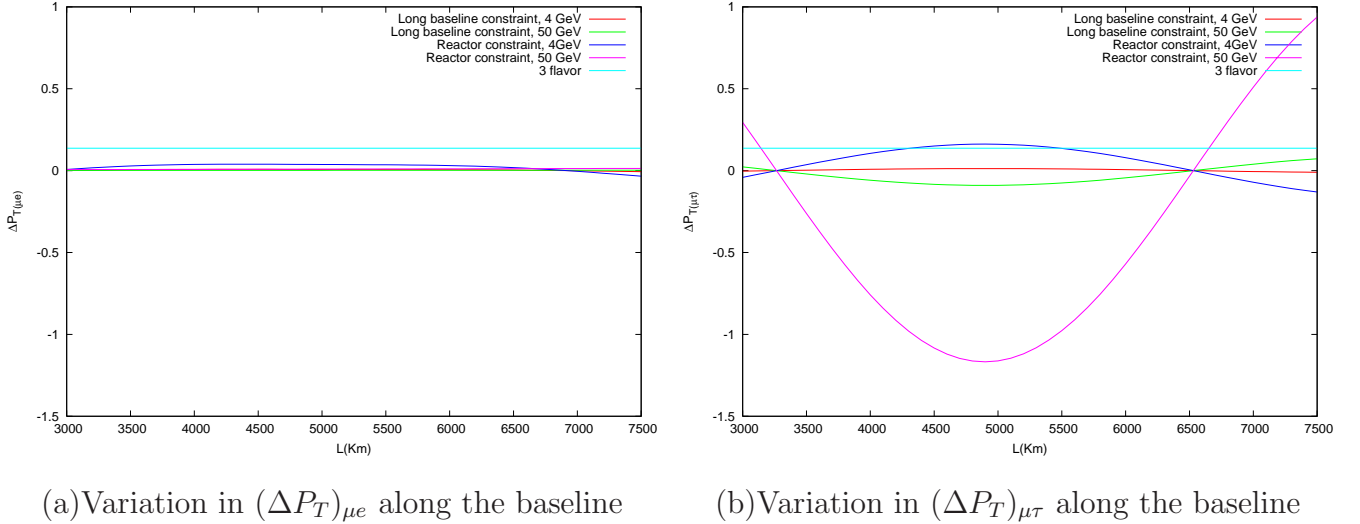 Long baseline constraint, 4 GeV
Long baseline constraint, 50 GeV
Reactor constraint, 4GeV
Reactor constraint, 50 GeV
3 flavor
1
0.5
0
-0.5
-1
-1.5
ΔP_{T(μe)}
3000 3500 4000 4500 5000 5500 6000 6500 7000 7500
L(Km)
(a)Variation in (ΔP_T)_{μe} along the baseline
Long baseline constraint, 4 GeV
Long baseline constraint, 50 GeV
Reactor constraint, 4GeV
Reactor constraint, 50 GeV
3 flavor
1
0.5
0
-0.5
-1
-1.5
ΔP_{T(μτ)}
3000 3500 4000 4500 5000 5500 6000 6500 7000 7500
L(Km)
(b)Variation in (ΔP_T)_{μτ} along the baseline